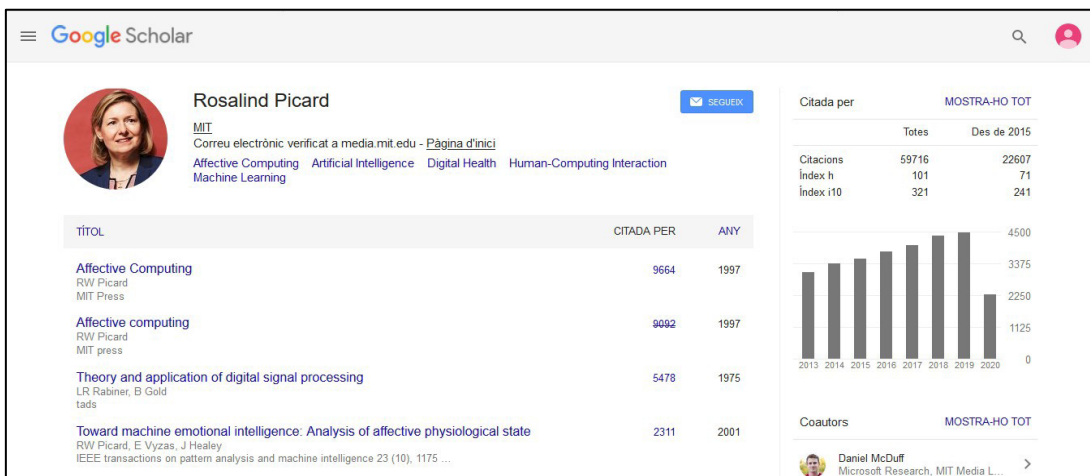 Google Scholar
Rosalind Picard
SEGUEIX
MIT
Correu electrònic verificat a media.mit.edu - Pàgina d'inici
Affective Computing Artificial Intelligence Digital Health Human-Computing Interaction
Machine Learning
TÍTOL CITADA PER ANY
Affective Computing 9664 1997
RW Picard
MIT Press
Affective computing 9092 1997
RW Picard
MIT press
Theory and application of digital signal processing 5478 1975
LR Rabiner, B Gold
tads
Toward machine emotional intelligence: Analysis of affective physiological state 2311 2001
RW Picard, E Vyzas, J Healey
IEEE transactions on pattern analysis and machine intelligence 23 (10), 1175 ...
Citada per MOSTRA-HO TOT
Totes Des de 2015
Citacions 59716 22607
Índex h 101 71
Índex i10 321 241
4500
3375
2250
1125
0
2013 2014 2015 2016 2017 2018 2019 2020
Coautors MOSTRA-HO TOT
Daniel McDuff
Microsoft Research, MIT Media L...